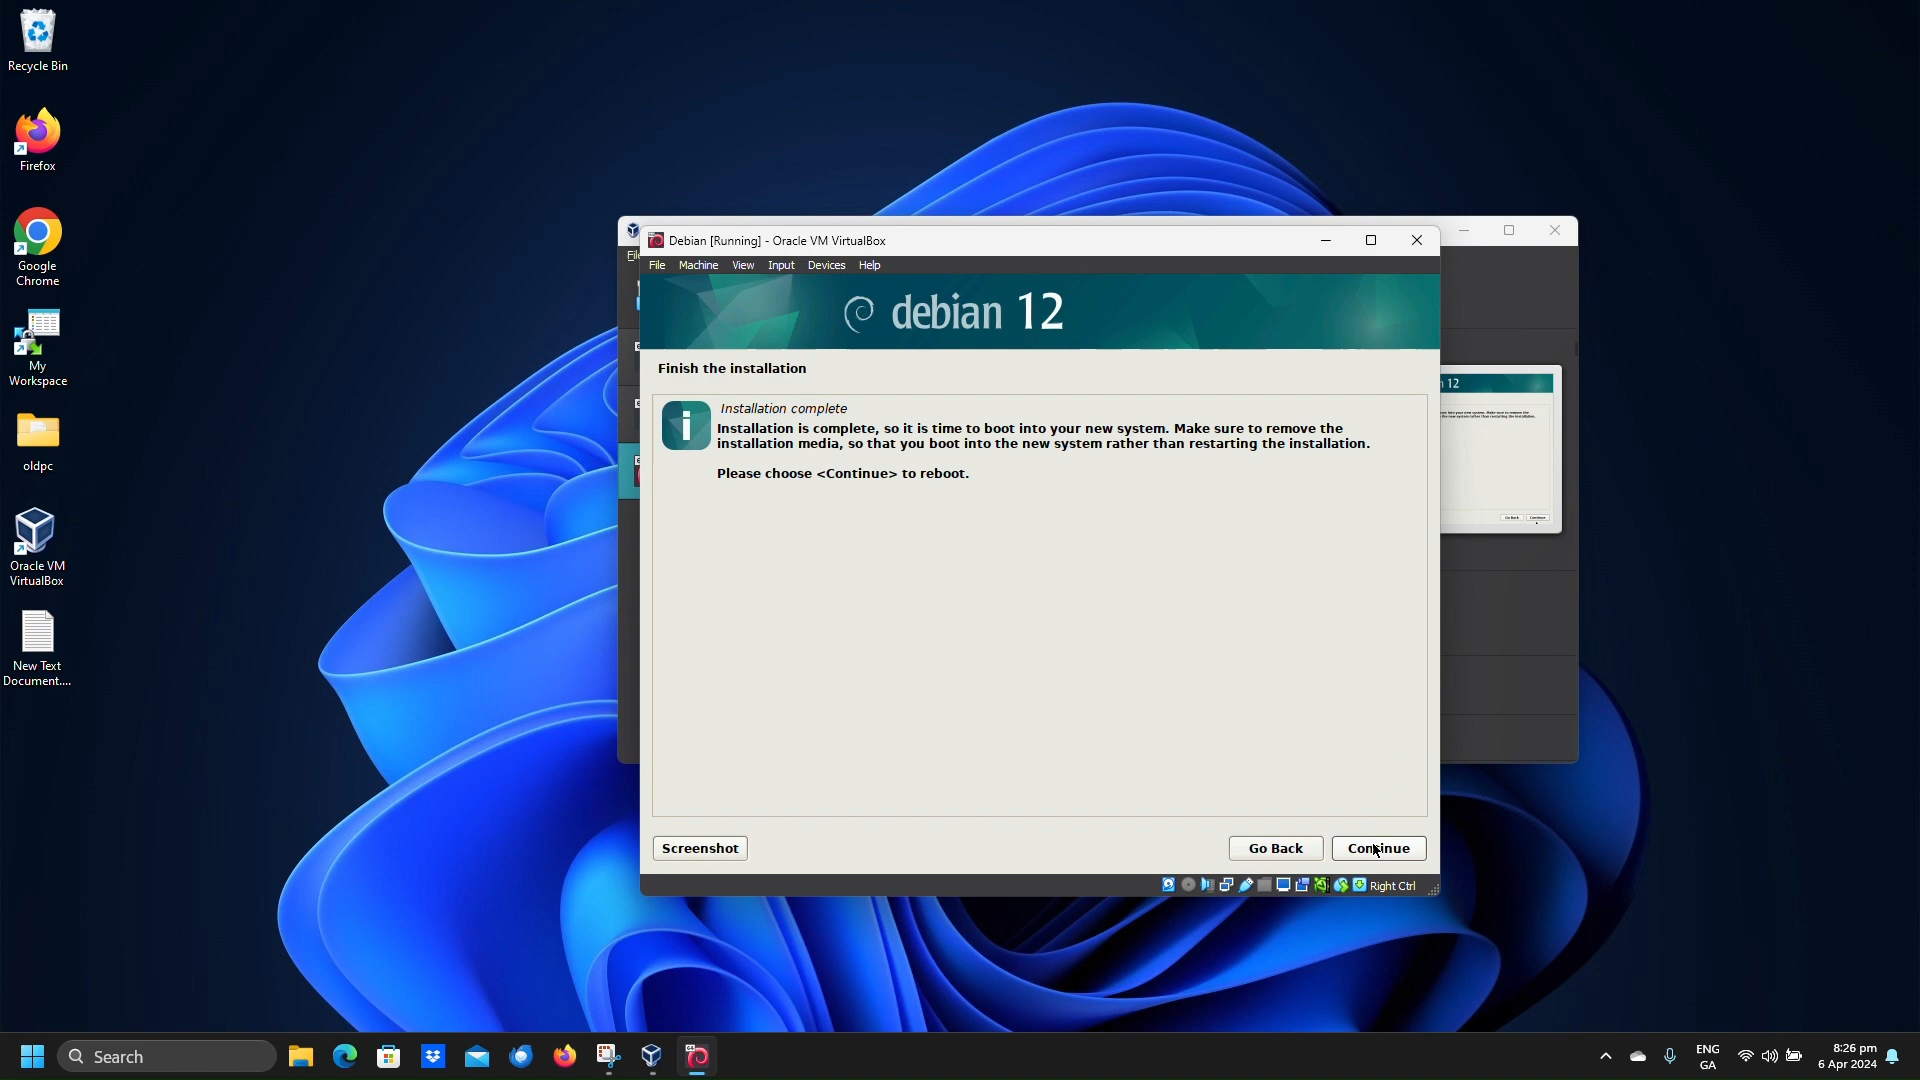 Recycle Bin
Firefox
Google
Chrome
My
Workspace
oldpc
Oracle VM
VirtualBox
New Text
Document....
Debian [Running] - Oracle VM VirtualBox
File Machine View Input Devices Help
debian 12
Finish the installation
Installation complete
Installation is complete, so it is time to boot into your new system. Make sure to remove the
installation media, so that you boot into the new system rather than restarting the installation.
Please choose <Continue> to reboot.
Screenshot
Go Back
Continue
Right Ctrl
12
Go Back Continue
Search
ENG
GA
8:26 pm
6 Apr 2024